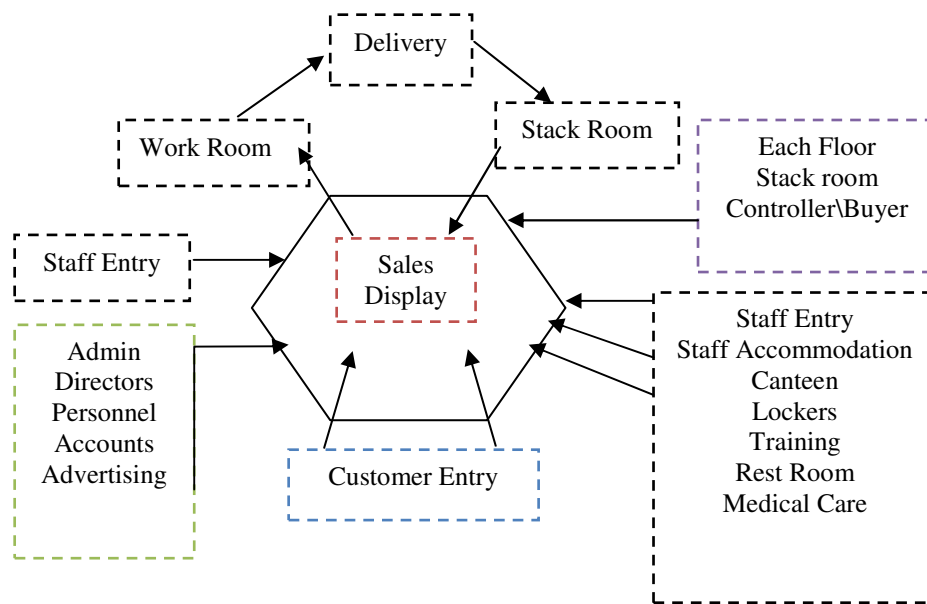 Delivery
Work Room
Stack Room
Each Floor
Stack room
Controller\Buyer
Staff Entry
Sales
Display
Admin
Directors
Personnel
Accounts
Advertising
Customer Entry
Staff Entry
Staff Accommodation
Canteen
Lockers
Training
Rest Room
Medical Care